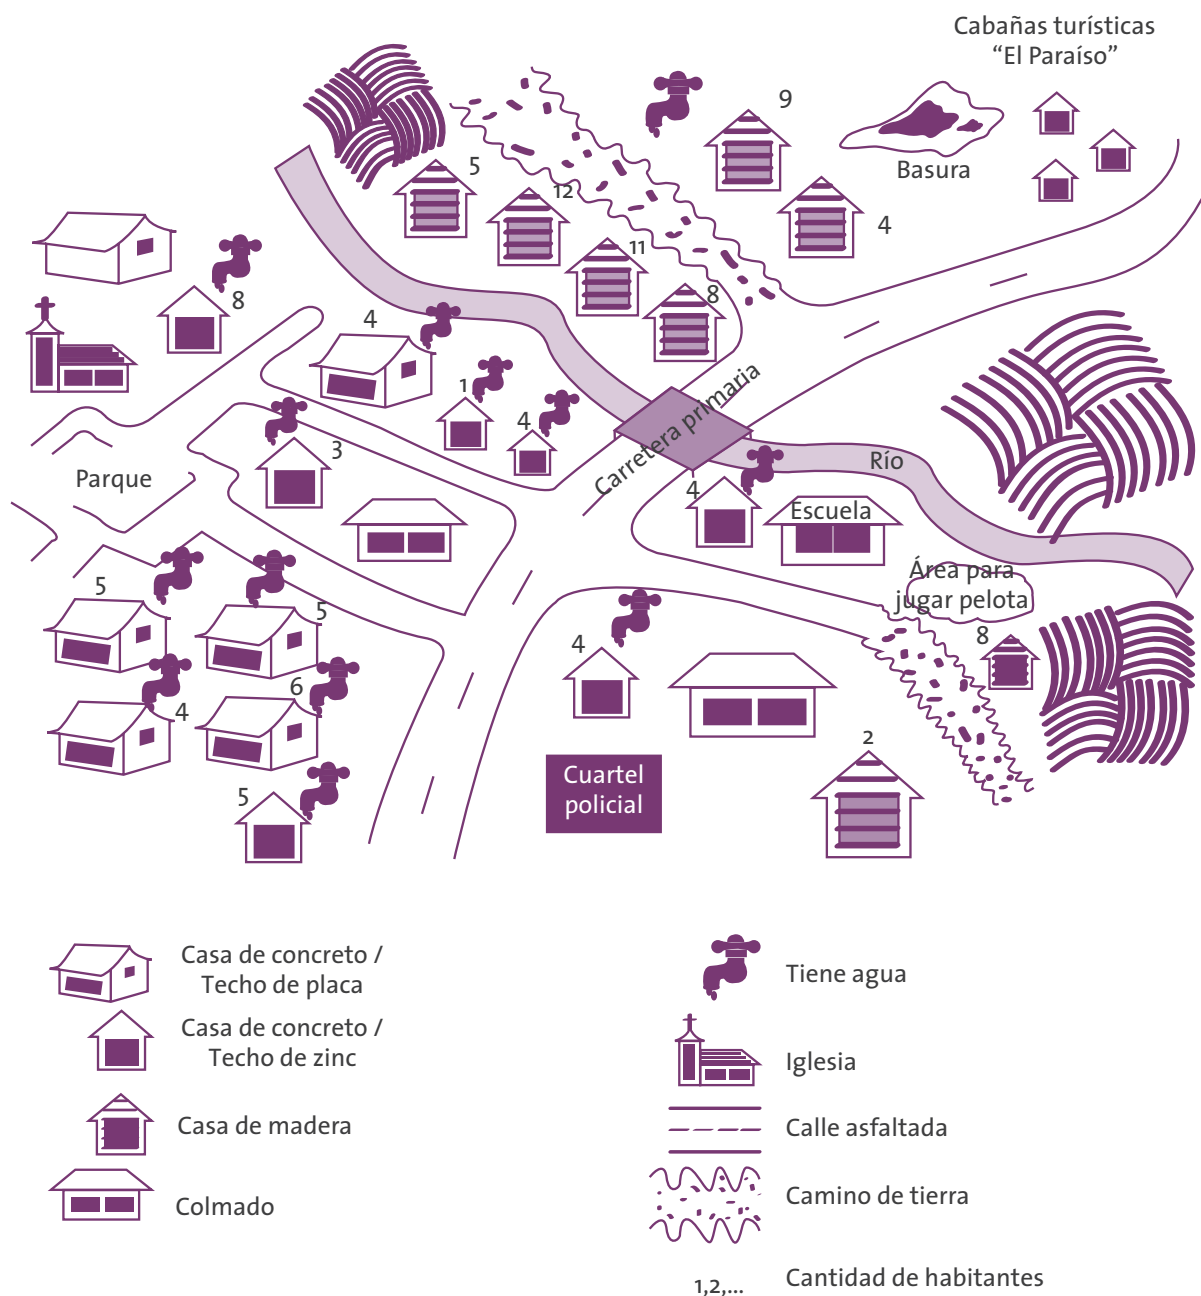 Cabañas turísticas
“El Paraíso”
9
Basura
5
12
4
11
8
8
4
1
4
3
Carretera primaria
Río
Parque
4
Escuela
Área para
jugar pelota
5
5
8
4
4
6
2
Cuartel
policial
5
Casa de concreto /
Techo de placa
Casa de concreto /
Techo de zinc
Casa de madera
Colmado
Tiene agua
Iglesia
Calle asfaltada
Camino de tierra
1,2,...
Cantidad de habitantes